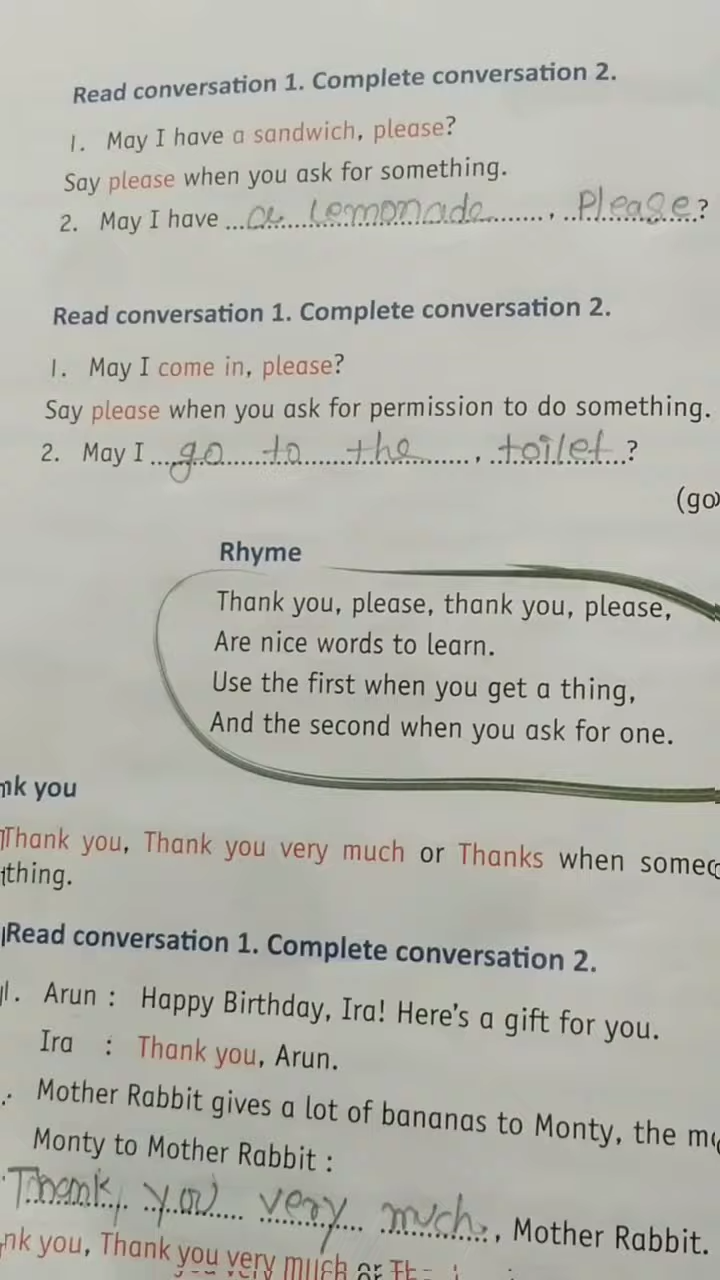 Read conversation 1. Complete conversation 2.
1. May I have a sandwich, please?
Say please when you ask for something.
2. May I have ...a lemonade......., ..Please.?
Read conversation 1. Complete conversation 2.
1. May I come in, please?
Say please when you ask for permission to do something.
2. May I ...go....to....the......., ..toilet..?
(go
Rhyme
Thank you, please, thank you, please,
Are nice words to learn.
Use the first when you get a thing,
And the second when you ask for one.
nk you
Thank you, Thank you very much or Thanks when someo
thing.
Read conversation 1. Complete conversation 2.
1. Arun : Happy Birthday, Ira! Here's a gift for you.
Ira : Thank you, Arun.
Mother Rabbit gives a lot of bananas to Monty, the mo
Monty to Mother Rabbit :
Thank you very much, Mother Rabbit.
nk you, Thank you very much or